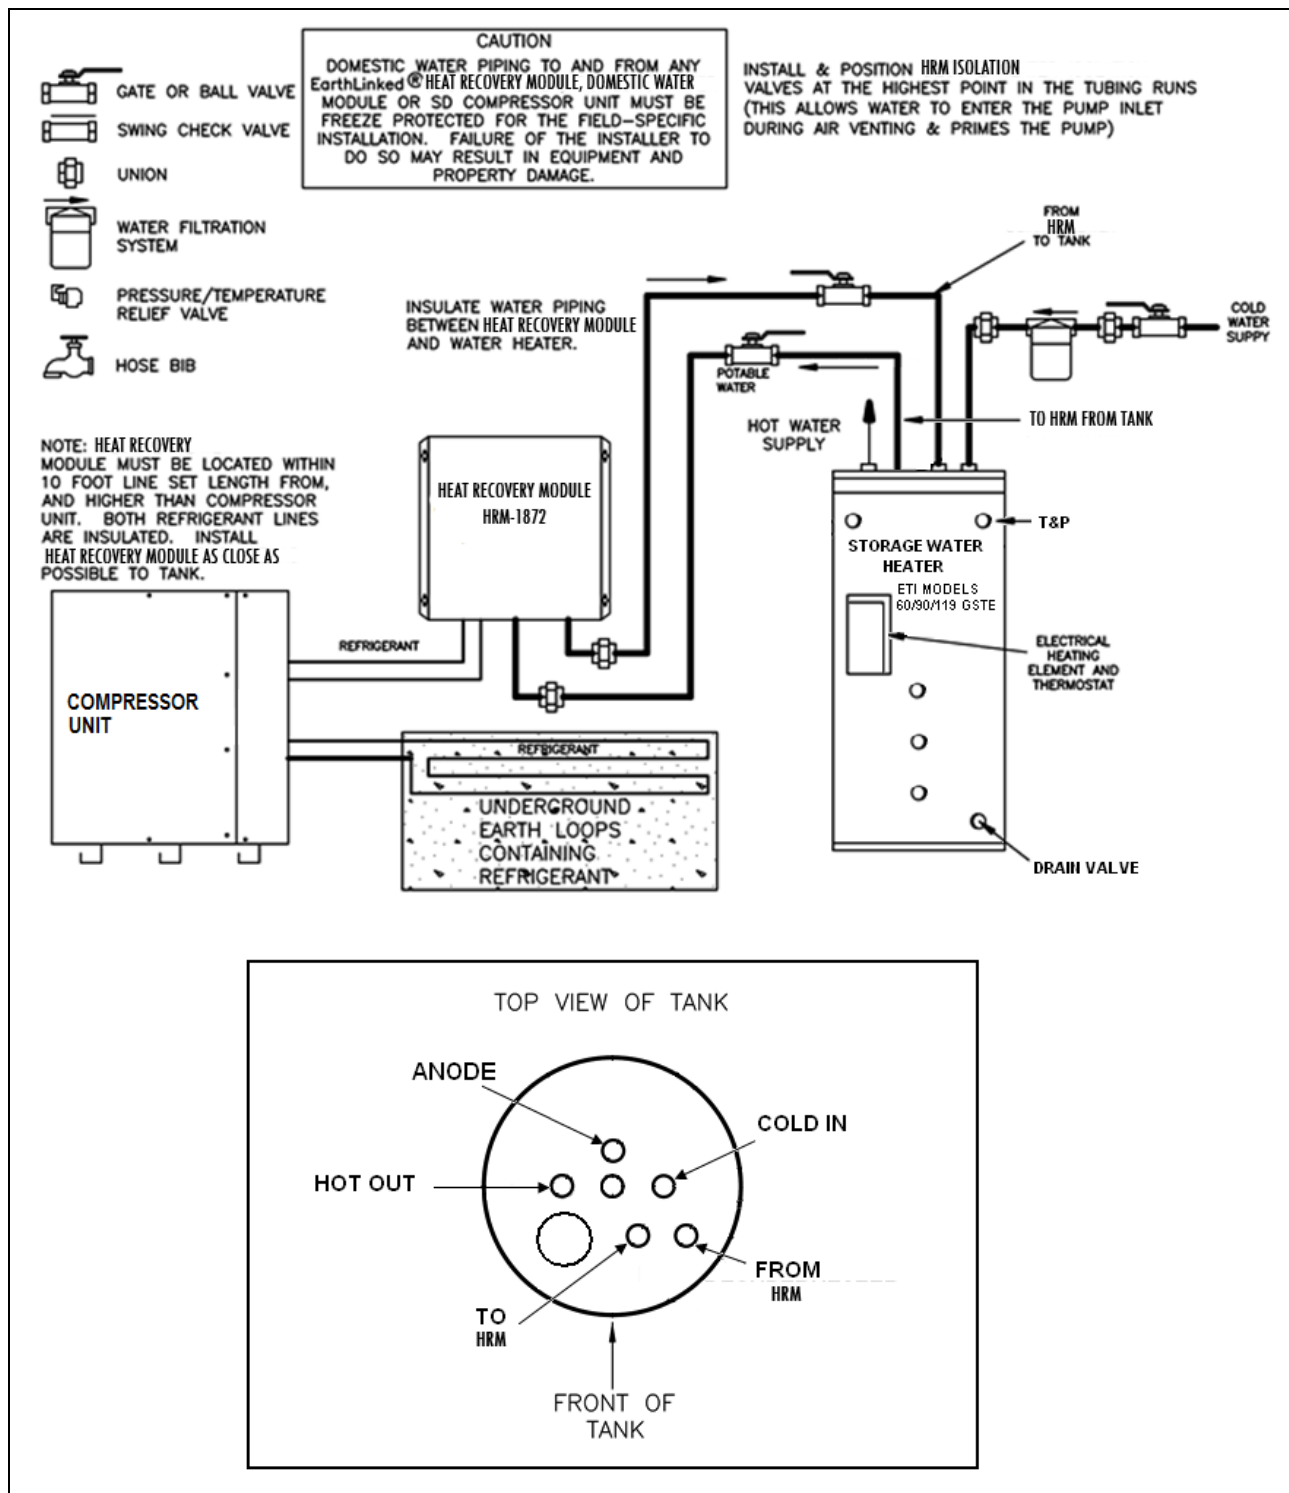 GATE OR BALL VALVE
SWING CHECK VALVE
UNION
WATER FILTRATION
SYSTEM
PRESSURE/TEMPERATURE
RELIEF VALVE
HOSE BIB
CAUTION
DOMESTIC WATER PIPING TO AND FROM ANY
EarthLinked® HEAT RECOVERY MODULE, DOMESTIC WATER
MODULE OR SD COMPRESSOR UNIT MUST BE
FREEZE PROTECTED FOR THE FIELD-SPECIFIC
INSTALLATION. FAILURE OF THE INSTALLER TO
DO SO MAY RESULT IN EQUIPMENT AND
PROPERTY DAMAGE.
INSTALL & POSITION HRM ISOLATION
VALVES AT THE HIGHEST POINT IN THE TUBING RUNS
(THIS ALLOWS WATER TO ENTER THE PUMP INLET
DURING AIR VENTING & PRIMES THE PUMP)
FROM
HRM
TO TANK
INSULATE WATER PIPING
BETWEEN HEAT RECOVERY MODULE
AND WATER HEATER.
COLD
WATER
SUPPY
POTABLE
WATER
HOT WATER
SUPPLY
TO HRM FROM TANK
NOTE: HEAT RECOVERY
MODULE MUST BE LOCATED WITHIN
10 FOOT LINE SET LENGTH FROM,
AND HIGHER THAN COMPRESSOR
UNIT. BOTH REFRIGERANT LINES
ARE INSULATED. INSTALL
HEAT RECOVERY MODULE AS CLOSE AS
POSSIBLE TO TANK.
HEAT RECOVERY MODULE
HRM-1872
T&P
STORAGE WATER
HEATER
ETI MODELS
60/90/119 GSTE
ELECTRICAL
HEATING
ELEMENT AND
THERMOSTAT
REFRIGERANT
COMPRESSOR
UNIT
REFRIGERANT
UNDERGROUND
EARTH LOOPS
CONTAINING
REFRIGERANT
DRAIN VALVE
TOP VIEW OF TANK
ANODE
COLD IN
HOT OUT
FROM
HRM
TO
HRM
FRONT OF
TANK